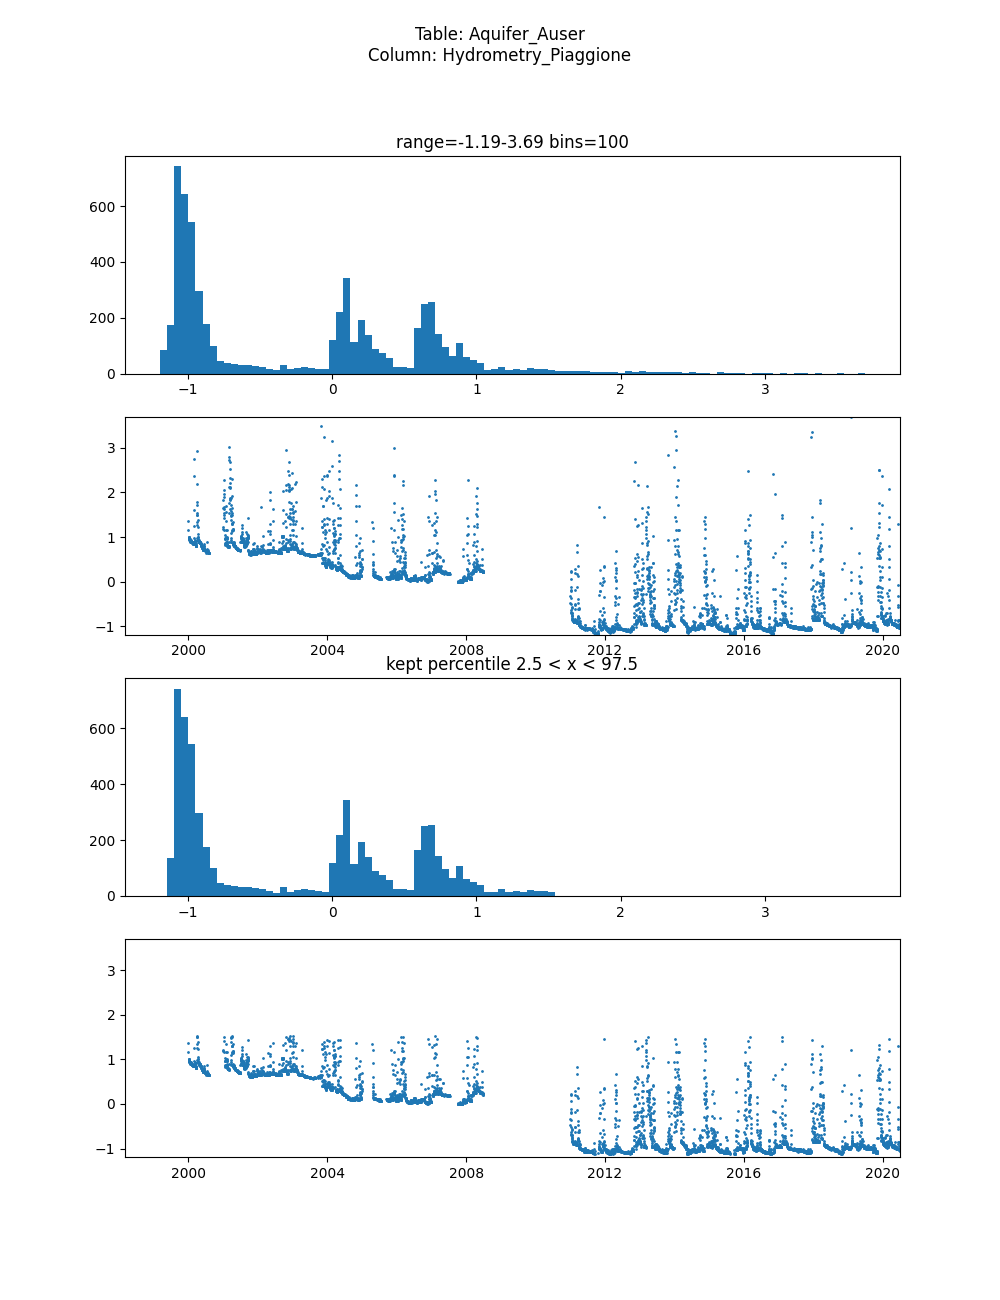 Table: Aquifer_Auser
Column: Hydrometry_Piaggione
range=-1.19-3.69 bins=100
600
400
200
0
−1 0 1 2 3
3
2
1
0
−1
2000 2004 2008 2012 2016 2020
kept percentile 2.5 < x < 97.5
600
400
200
0
−1 0 1 2 3
3
2
1
0
−1
2000 2004 2008 2012 2016 2020